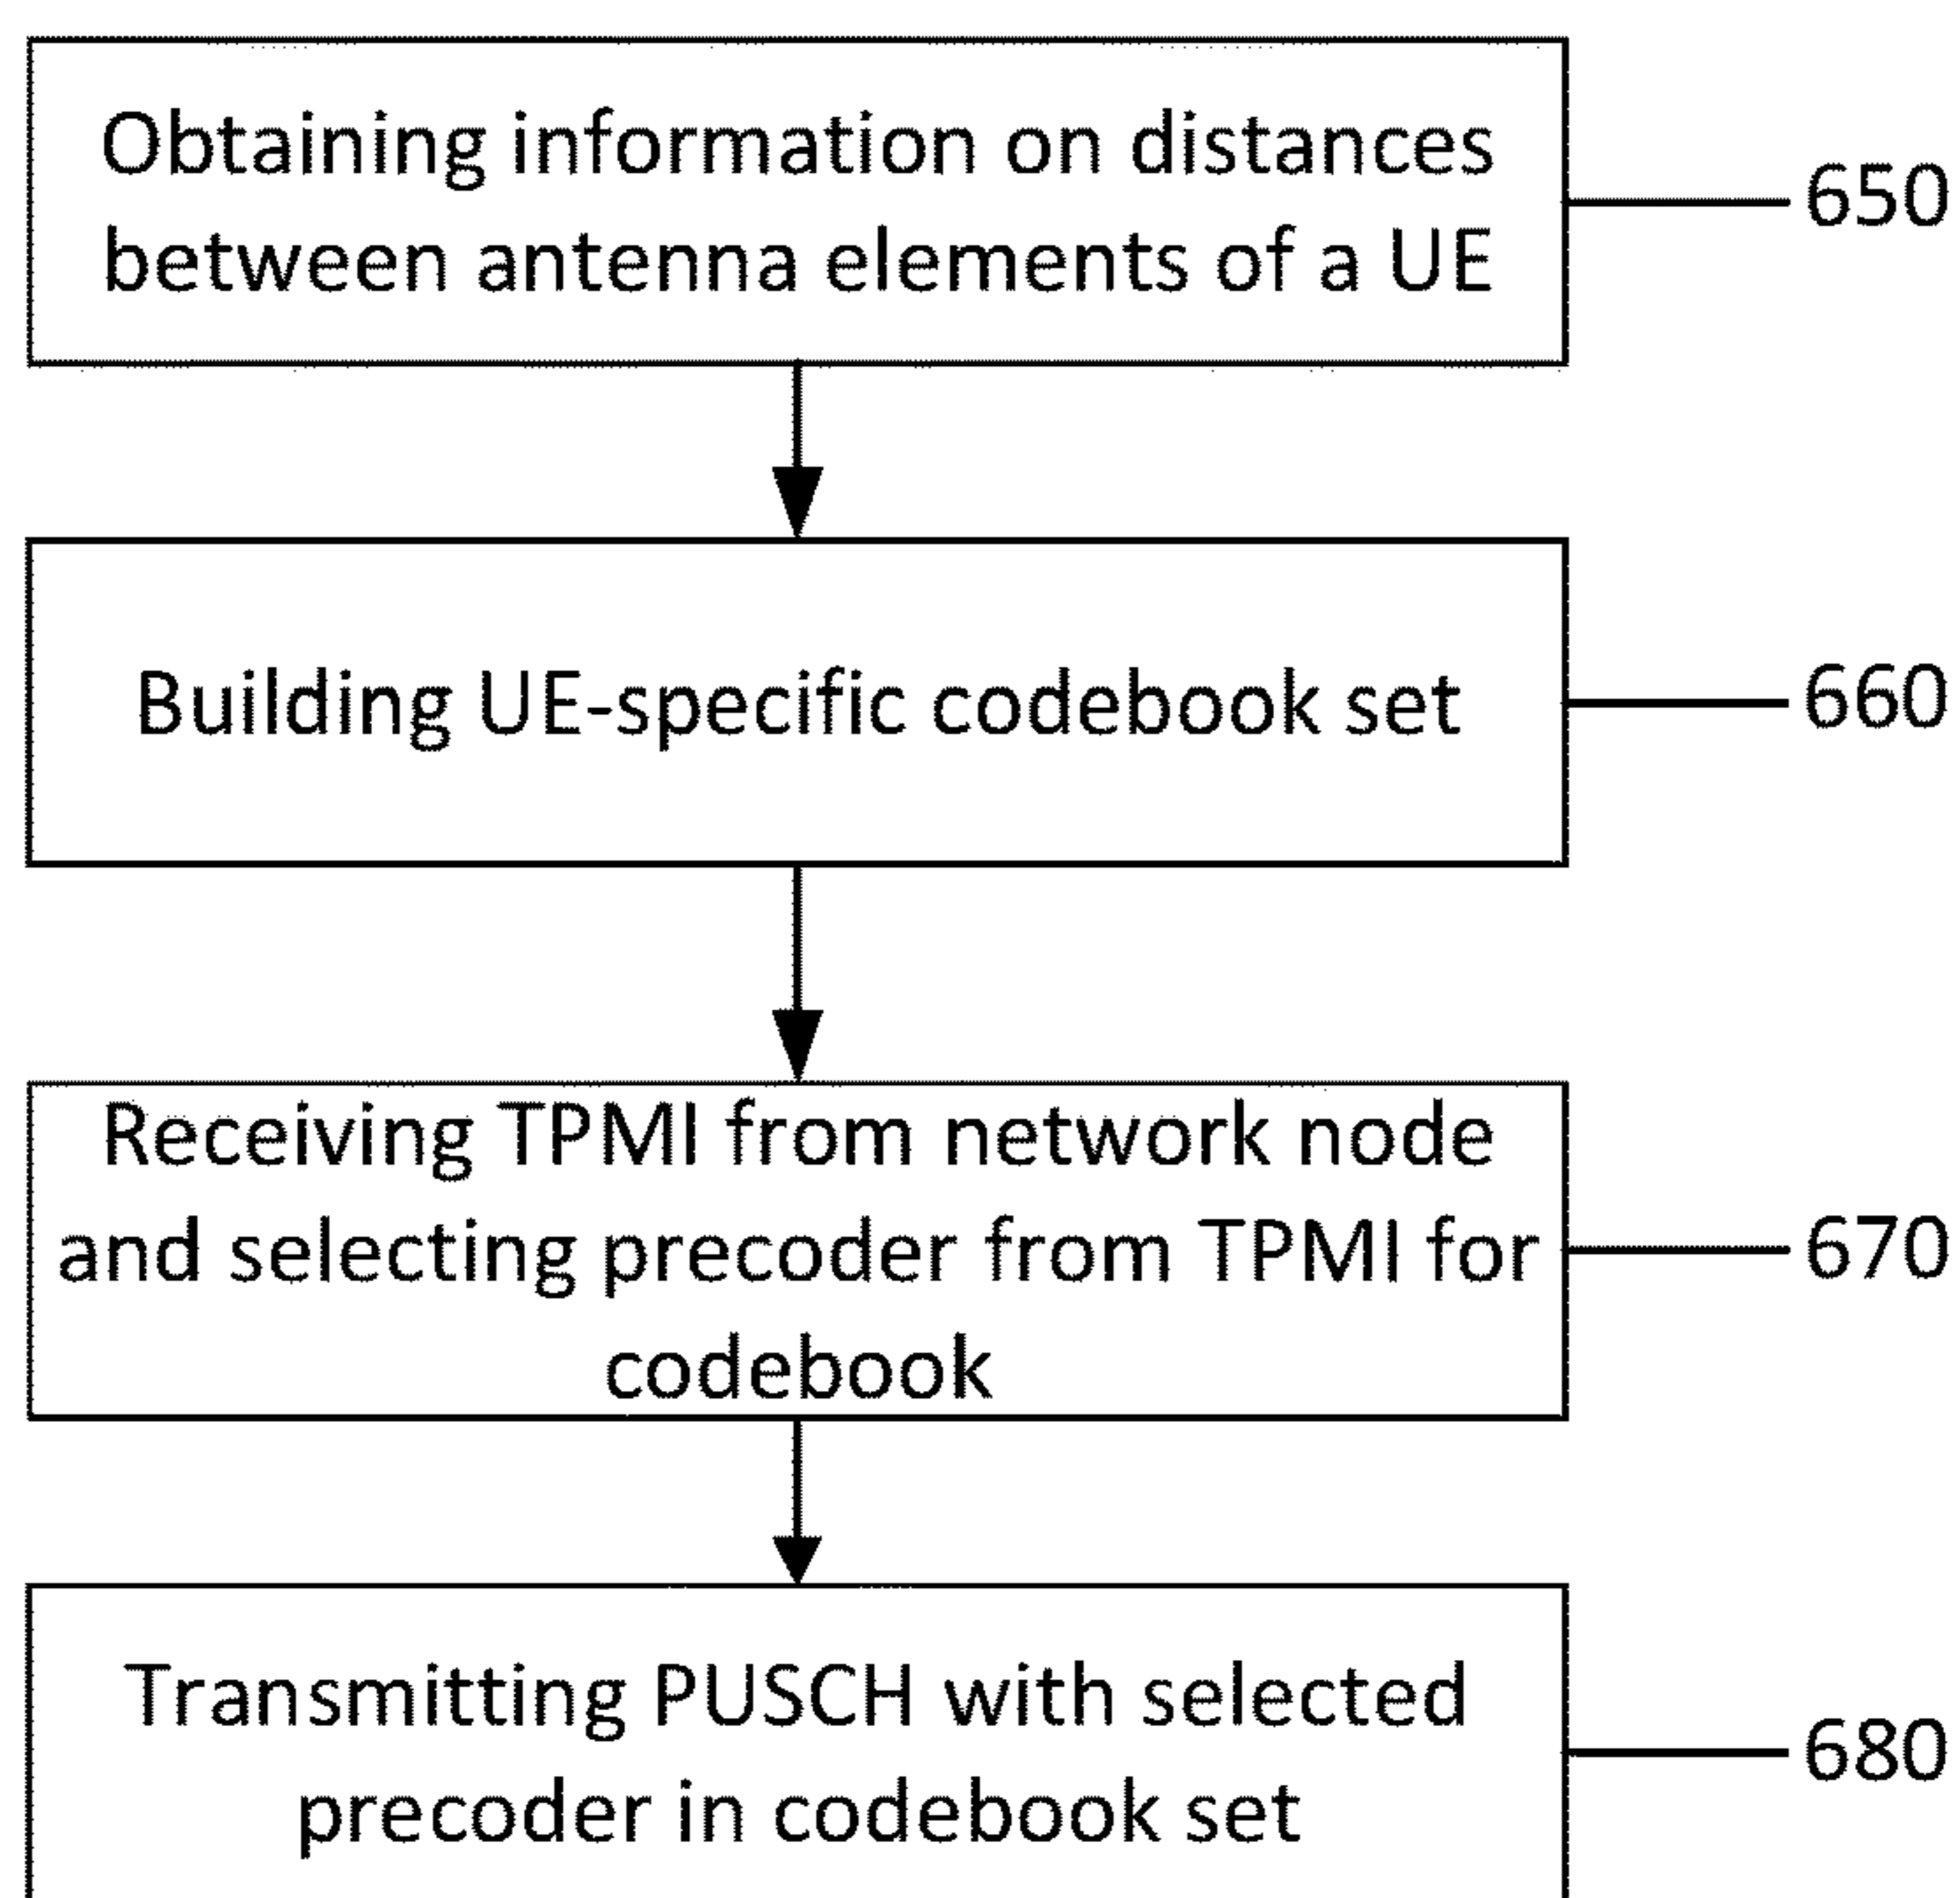 Obtaining information on distances
between antenna elements of a UE
650
Building UE-specific codebook set
660
Receiving TPMI from network node
and selecting precoder from TPMI for
codebook
670
Transmitting PUSCH with selected
precoder in codebook set
680